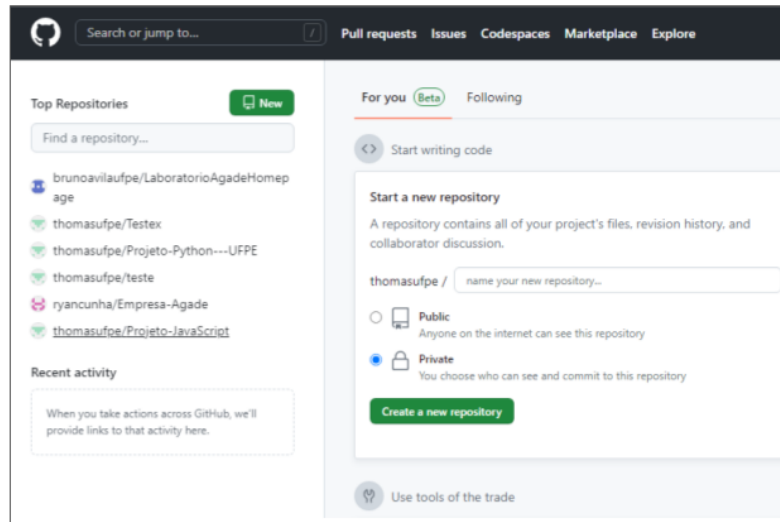 Search or jump to... /
Pull requests Issues Codespaces Marketplace Explore
Top Repositories
New
Find a repository...
brunoavilaufpe/LaboratorioAgadeHomep
age
thomasufpe/Testex
thomasufpe/Projeto-Python---UFPE
thomasufpe/teste
ryancunha/Empresa-Agade
thomasufpe/Projeto-JavaScript
Recent activity
When you take actions across GitHub, we'll
provide links to that activity here.
For you Beta Following
Start writing code
Start a new repository
A repository contains all of your project's files, revision history, and
collaborator discussion.
thomasufpe / name your new repository...
Public
Anyone on the internet can see this repository
Private
You choose who can see and commit to this repository
Create a new repository
Use tools of the trade